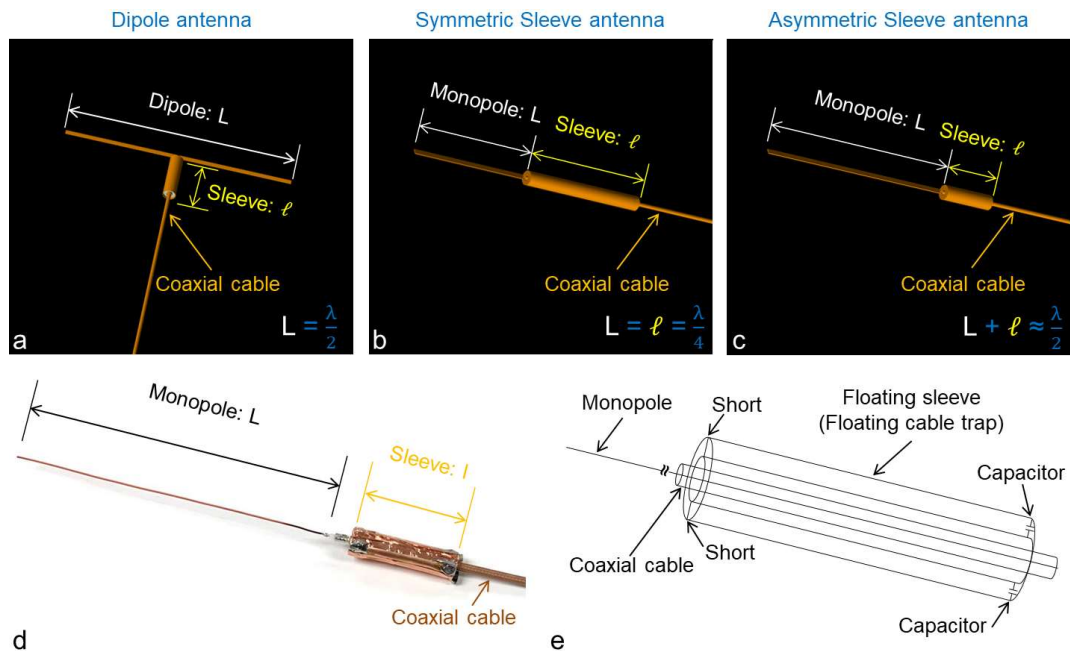 Dipole antenna
Symmetric Sleeve antenna
Asymmetric Sleeve antenna
Dipole: L
Sleeve: ℓ
Coaxial cable
L = λ/2
a
Monopole: L
Sleeve: ℓ
Coaxial cable
L = ℓ = λ/4
b
Monopole: L
Sleeve: ℓ
Coaxial cable
L + ℓ ≈ λ/2
c
Monopole: L
Sleeve: l
Coaxial cable
d
Monopole
Short
Floating sleeve
(Floating cable trap)
Capacitor
Coaxial cable
Short
Capacitor
e